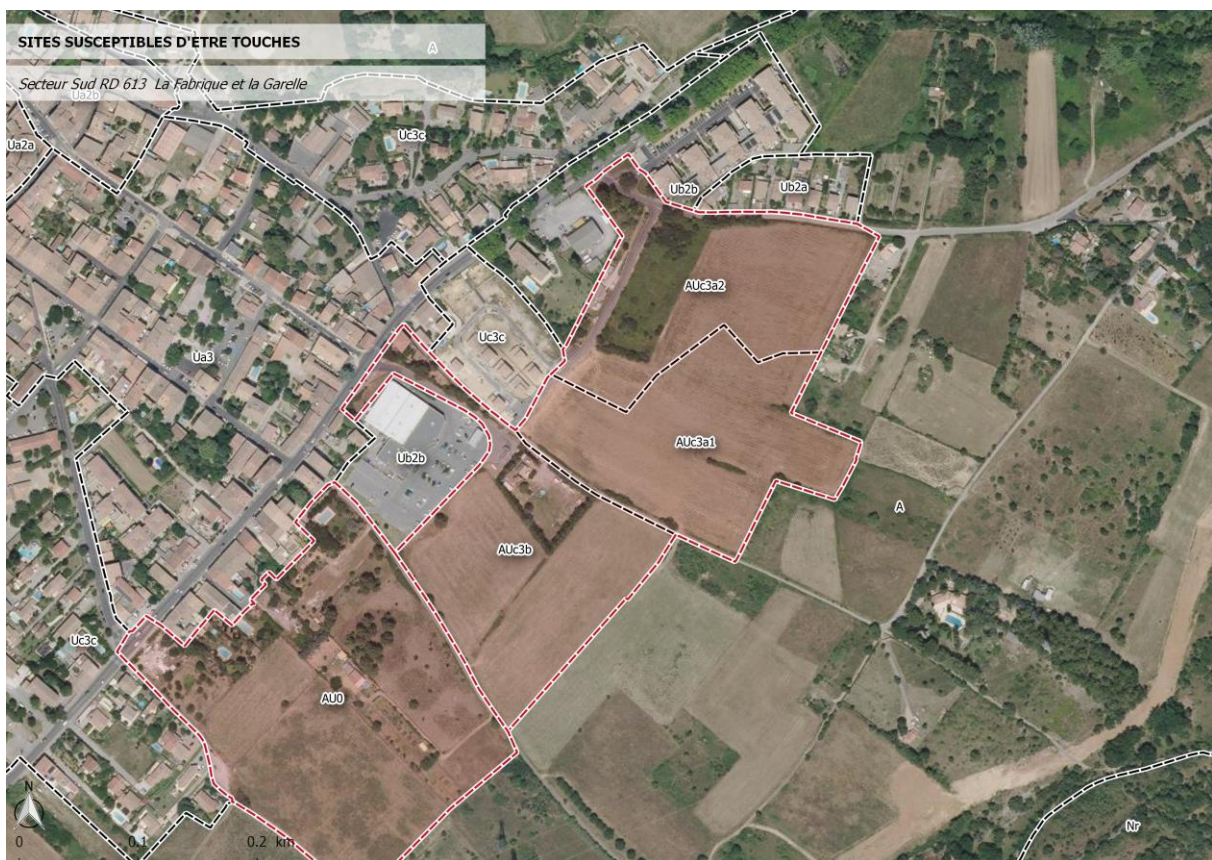 SITES SUSCEPTIBLES D'ETRE TOUCHES
A
Secteur Sud RD 613 La Fabrique et la Garelle
Ua2b
Uc3c
Ua2a
Ub2b
Ub2a
AUc3a2
Uc3c
Ua3
AUc3a1
Ub2b
A
AUc3b
Uc3c
AU0
N
Nr
0 0.1 0.2 km